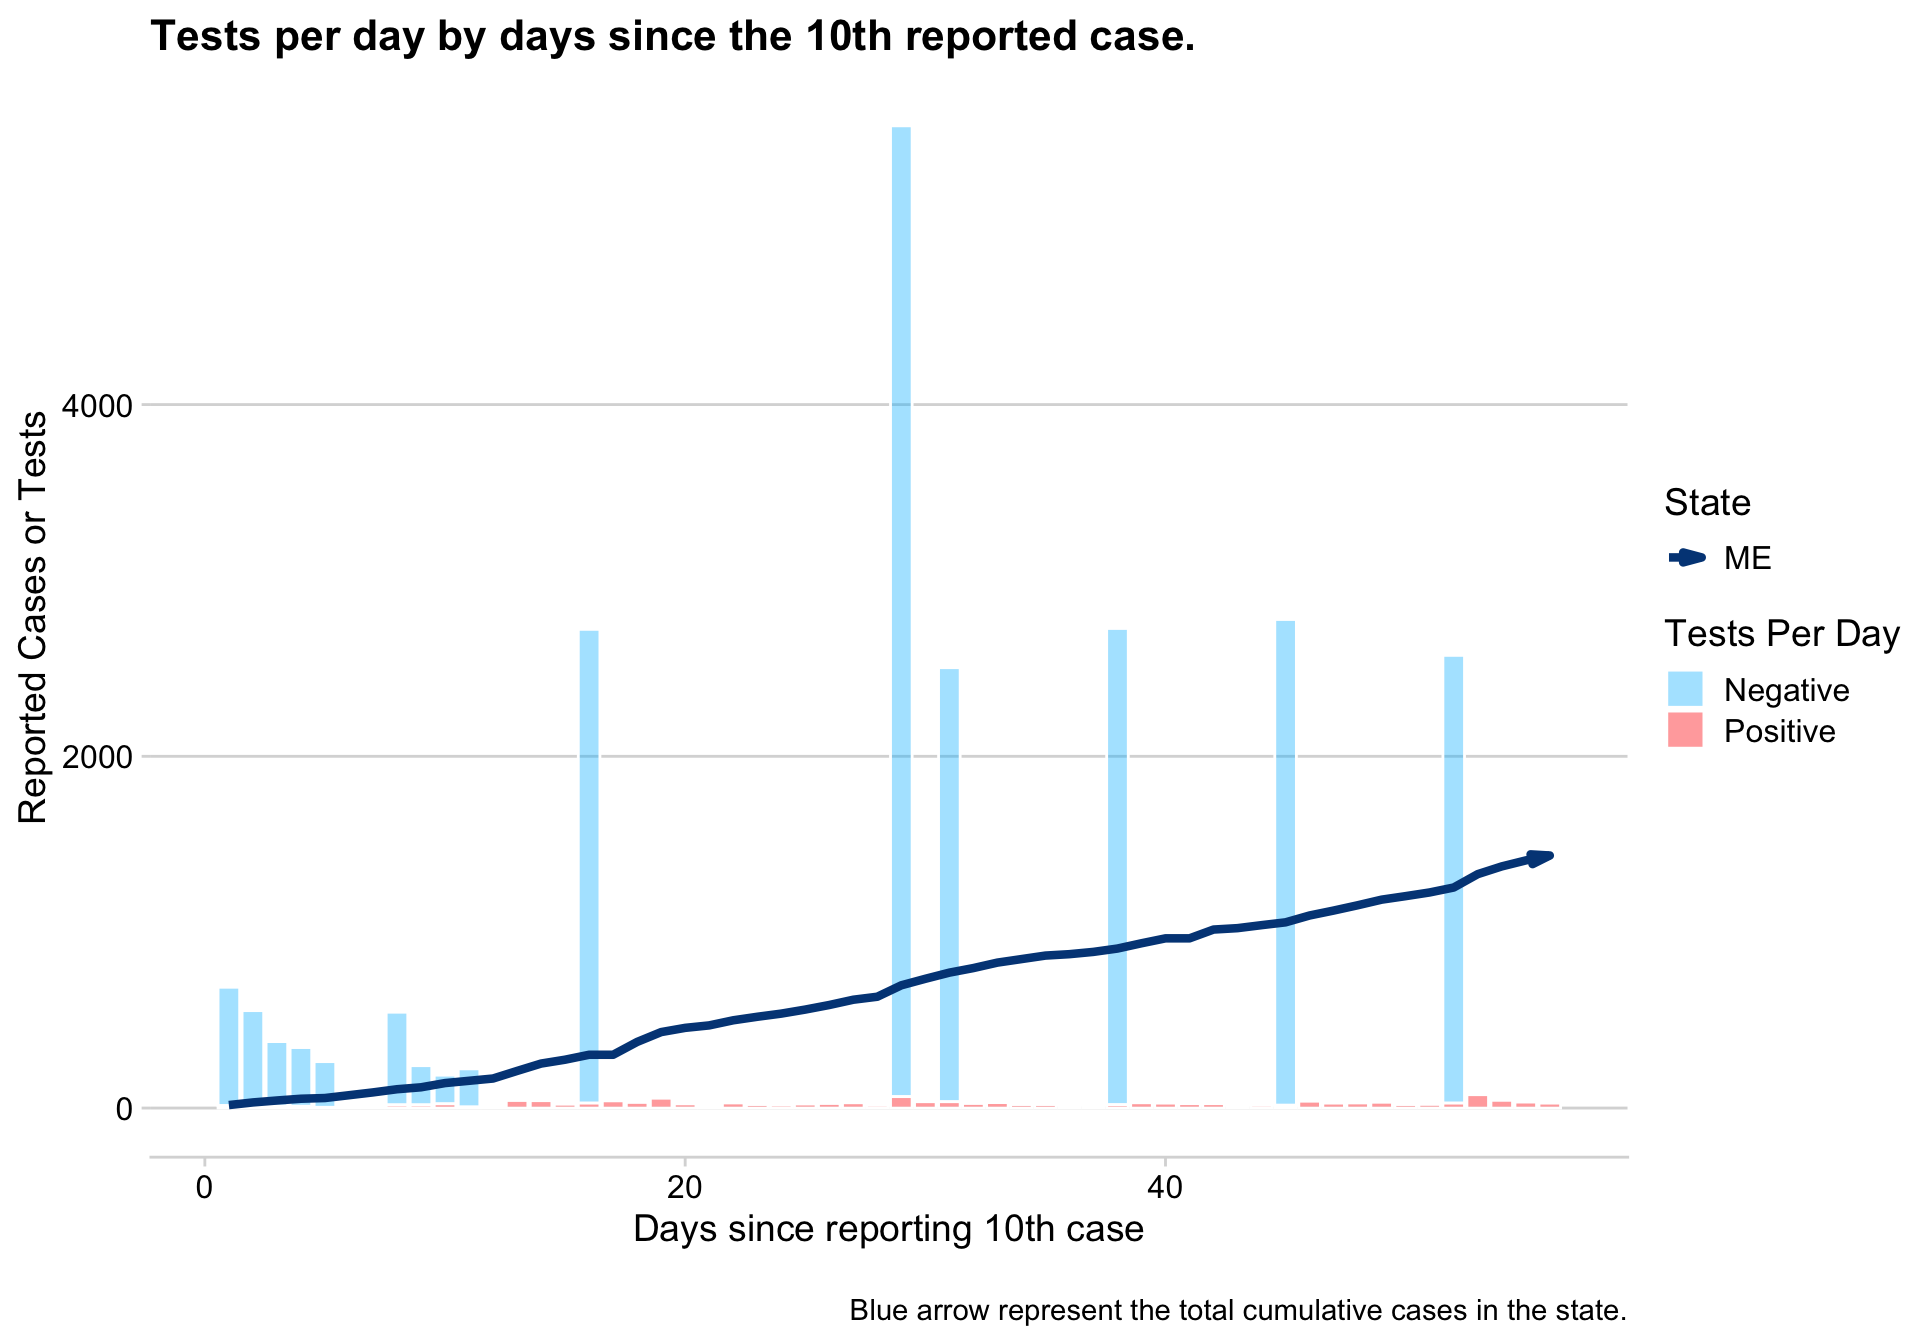 Tests per day by days since the 10th reported case.
Reported Cases or Tests
4000
2000
0
0
20
40
Days since reporting 10th case
State
ME
Tests Per Day
Negative
Positive
Blue arrow represent the total cumulative cases in the state.